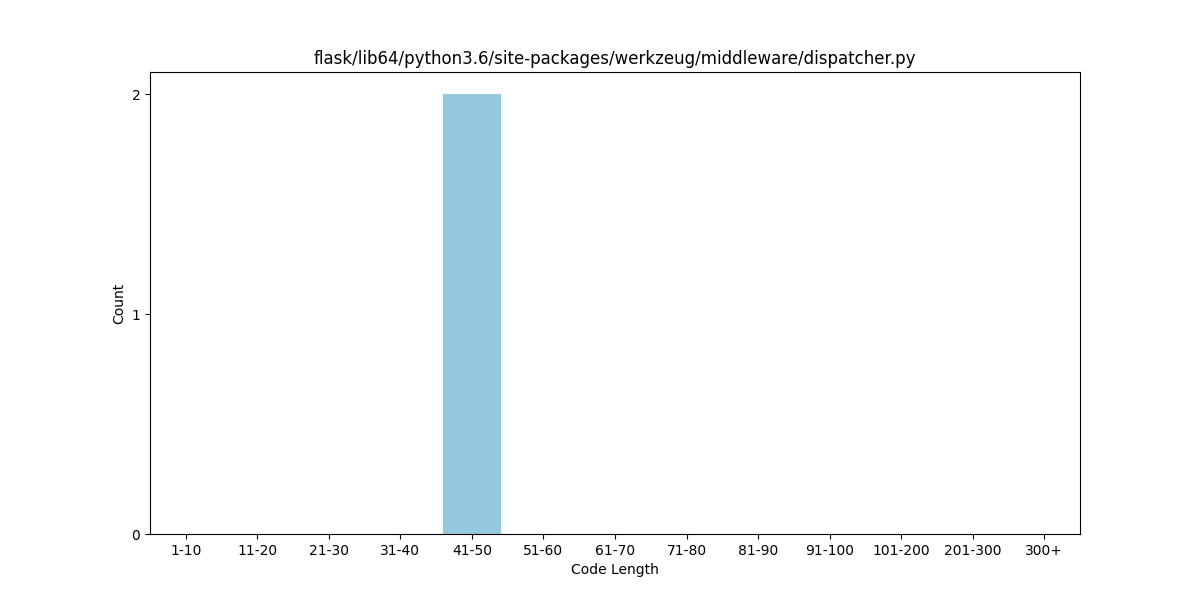 flask/lib64/python3.6/site-packages/werkzeug/middleware/dispatcher.py
2
1
0
Count
1-10 11-20 21-30 31-40 41-50 51-60 61-70 71-80 81-90 91-100 101-200 201-300 300+
Code Length